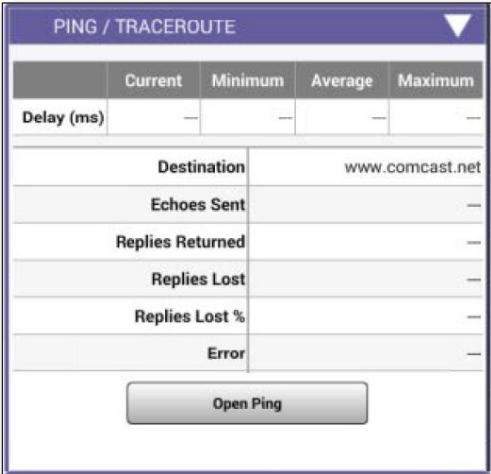 PING / TRACEROUTE
Current Minimum Average Maximum
Delay (ms) --- --- --- ---
Destination www.comcast.net
Echoes Sent ---
Replies Returned ---
Replies Lost ---
Replies Lost % ---
Error ---
Open Ping